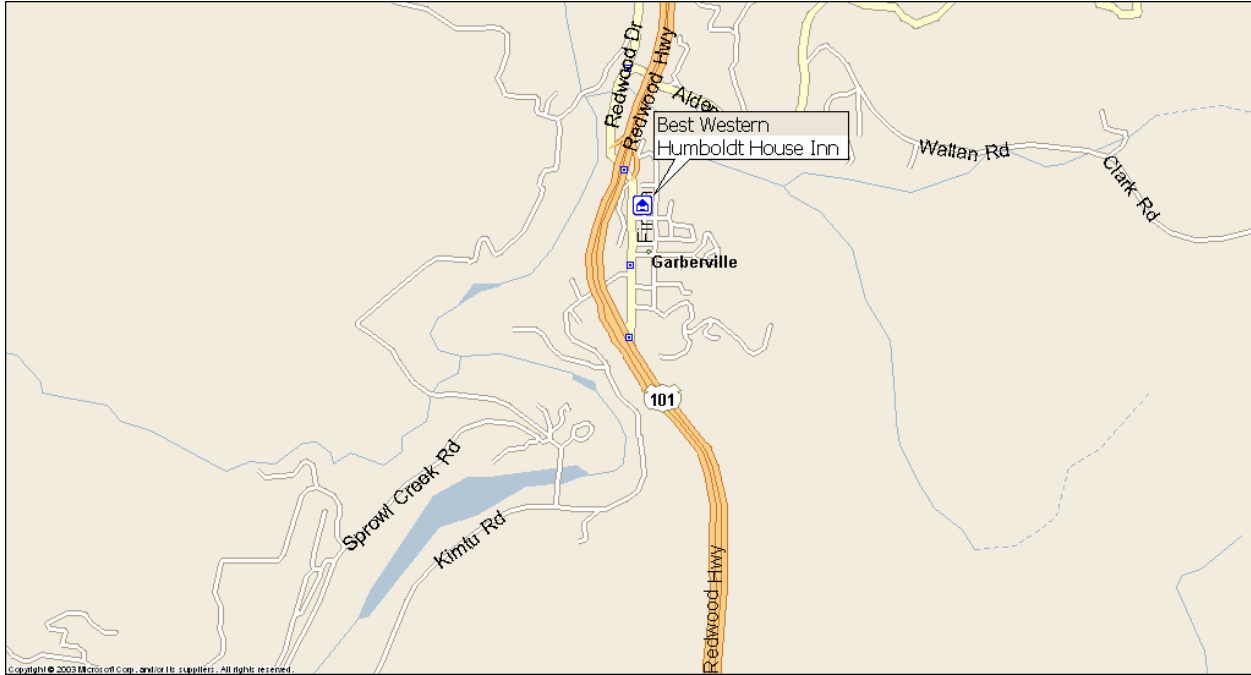 Redwood Dr
Redwood Hwy
Best Western
Humboldt House Inn
Wallan Rd
Clark Rd
Garberville
101
Sprowl Creek Rd
Kimtu Rd
Redwood Hwy
Copyright © 2003 Microsoft Corp. and/or its suppliers. All rights reserved.